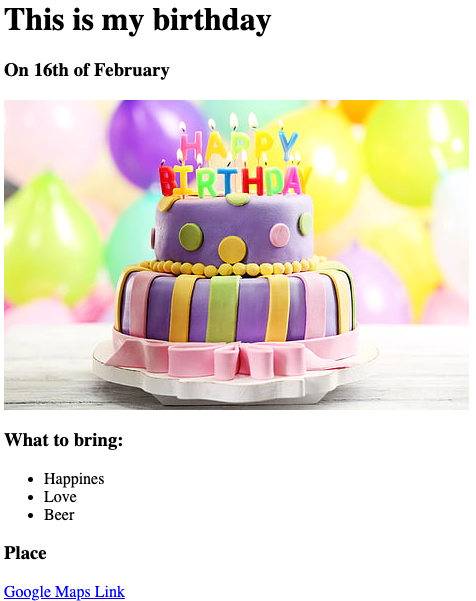 This is my birthday
On 16th of February
HAPPY
BIRTHDAY
What to bring:
Happines
Love
Beer
Place
Google Maps Link